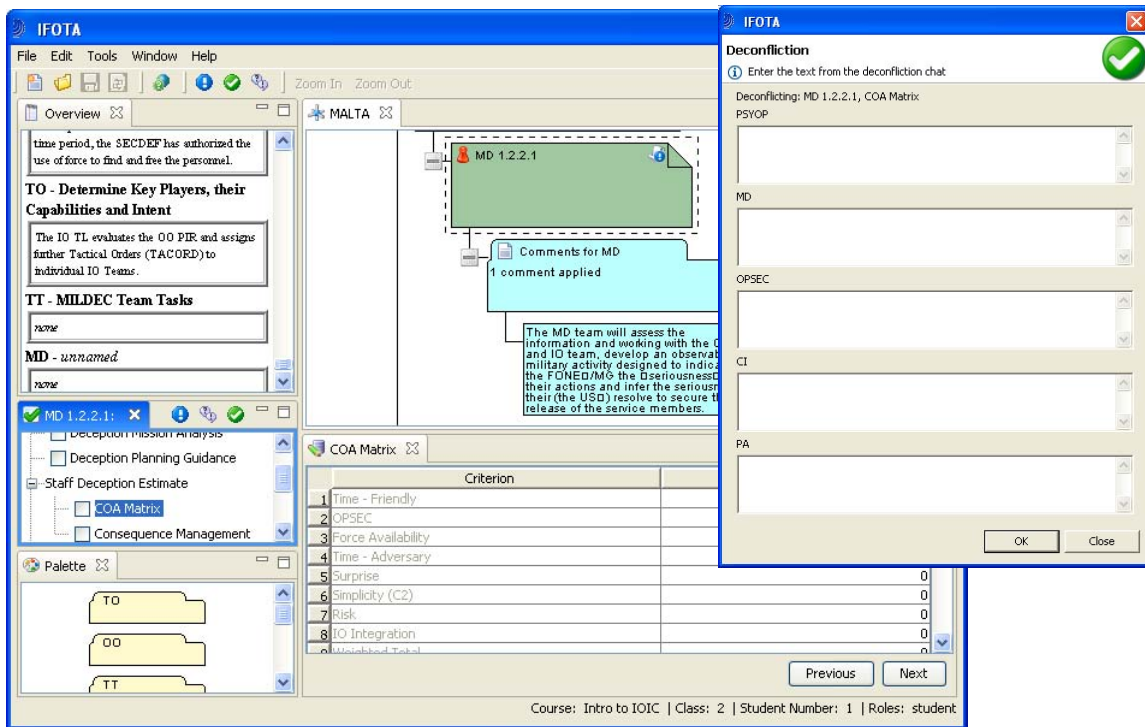 IFOTA
File Edit Tools Window Help
Zoom In Zoom Out
Overview
time period, the SECDEF has authorized the
use of force to find and free the personnel.
TO - Determine Key Players, their
Capabilities and Intent
The IO TL evaluates the OO PIR and assigns
further Tactical Orders (TACORD) to
individual IO Teams.
TT - MILDEC Team Tasks
none
MD - unnamed
none
MD 1.2.2.1:
Deception Mission Analysis
Deception Planning Guidance
Staff Deception Estimate
COA Matrix
Consequence Management
Palette
TO
OO
TT
MALTA
MD 1.2.2.1
Comments for MD
1 comment applied
The MD team will assess the
information and working with the
and IO team, develop an
military activity designed to
the FONE□/MG the □seriousness□
their actions and infer the
their (the US□) resolve to secure
release of the service members.
COA Matrix
Criterion
1 Time - Friendly
2 OPSEC
3 Force Availability
4 Time - Adversary
5 Surprise 0
6 Simplicity (C2) 0
7 Risk 0
8 IO Integration 0
9 Weighted Total 0
Previous Next
Course: Intro to IOIC | Class: 2 | Student Number: 1 | Roles: student
IFOTA
Deconfliction
Enter the text from the deconfliction chat
Deconflicting: MD 1.2.2.1, COA Matrix
PSYOP
MD
OPSEC
CI
PA
OK Close